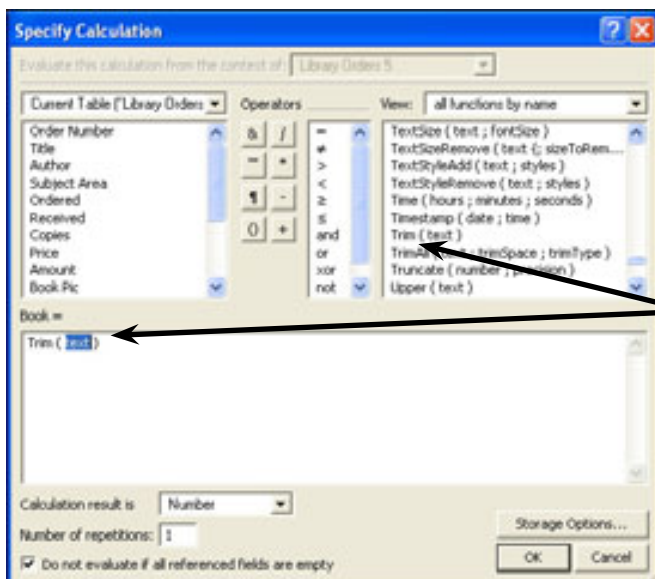 Specify Calculation
Evaluate this calculation from the context of: Library Orders 5
Current Table ("Library Orders
Operators
View: all functions by name
Order Number
Title
Author
Subject Area
Ordered
Received
Copies
Price
Amount
Book Pic
& /
" *
¶ -
() +
=
≠
>
<
≥
≤
and
or
xor
not
TextSize ( text ; fontSize )
TextSizeRemove ( text {; sizeToRem...
TextStyleAdd ( text ; styles )
TextStyleRemove ( text ; styles )
Time ( hours ; minutes ; seconds )
Timestamp ( date ; time )
Trim ( text )
TrimAll ( text ; trimSpace ; trimType )
Truncate ( number ; precision )
Upper ( text )
Book =
Trim ( text )
Calculation result is Number
Number of repetitions: 1
Do not evaluate if all referenced fields are empty
Storage Options...
OK Cancel